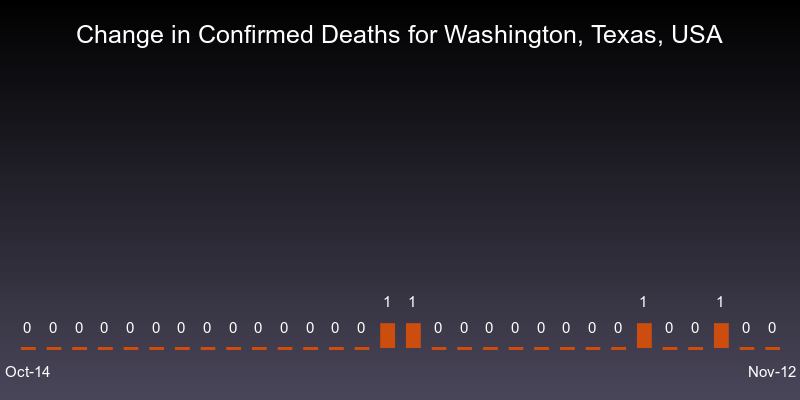 Change in Confirmed Deaths for Washington, Texas, USA
1 1 1 1
0 0 0 0 0 0 0 0 0 0 0 0 0 0 0 0 0 0 0 0 0 0 0 0 0 0
Oct-14 Nov-12